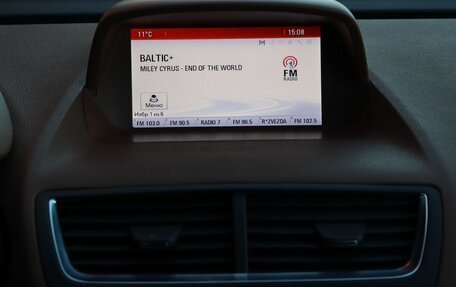 11°C 15:08
BALTIC+
MILEY CYRUS - END OF THE WORLD
FM
RADIO
Меню
Избр. 1 из 6
FM 103.0 FM 90.5 RADIO 7 FM 96.5 R*ZVEZDA FM 102.5